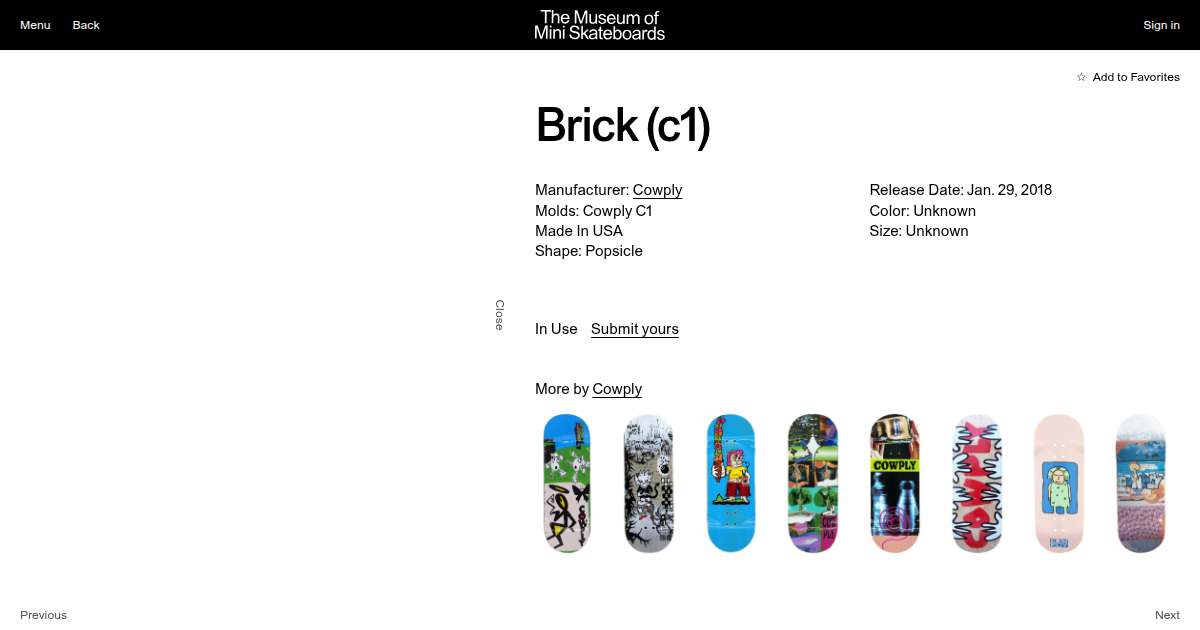 Menu
Back
The Museum of
Mini Skateboards
Sign in
☆ Add to Favorites
Brick (c1)
Manufacturer: Cowply
Molds: Cowply C1
Made In USA
Shape: Popsicle
Release Date: Jan. 29, 2018
Color: Unknown
Size: Unknown
Close
In Use
Submit yours
More by Cowply
COWPLY
COWPLY
Previous
Next